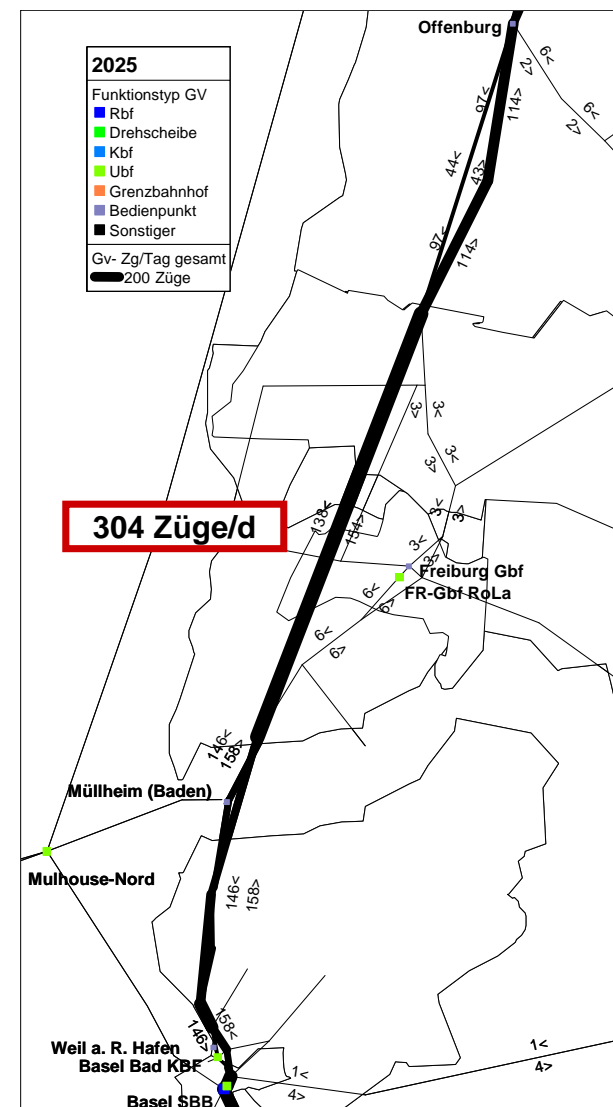 Offenburg
2025
Funktionstyp GV
Rbf
Drehscheibe
Kbf
Ubf
Grenzbahnhof
Bedienpunkt
Sonstiger
Gv- Zg/Tag gesamt
200 Züge
6<
2>
6<
2>
97<
114>
44<
43>
97<
114>
3<
3>
3<
3>
138<
154>
3<
3>
304 Züge/d
3<
3>
Freiburg Gbf
FR-Gbf RoLa
6<
6>
6<
6>
146<
158>
Müllheim (Baden)
Mulhouse-Nord
146<
158>
158<
146>
Weil a. R. Hafen
Basel Bad KBF
1<
4>
1<
4>
Basel SBB